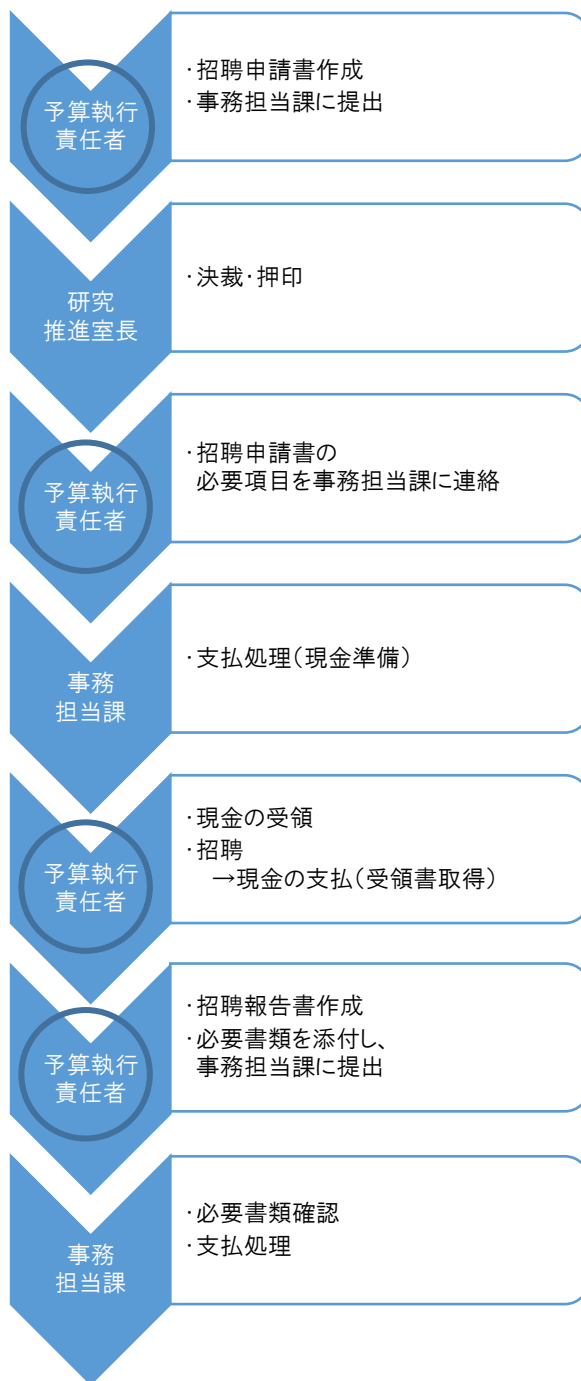 予算執行
責任者
・招聘申請書作成
・事務担当課に提出
研究
推進室長
・決裁・押印
予算執行
責任者
・招聘申請書の
必要項目を事務担当課に連絡
事務
担当課
・支払処理（現金準備）
予算執行
責任者
・現金の受領
・招聘
→現金の支払（受領書取得）
予算執行
責任者
・招聘報告書作成
・必要書類を添付し、
事務担当課に提出
事務
担当課
・必要書類確認
・支払処理